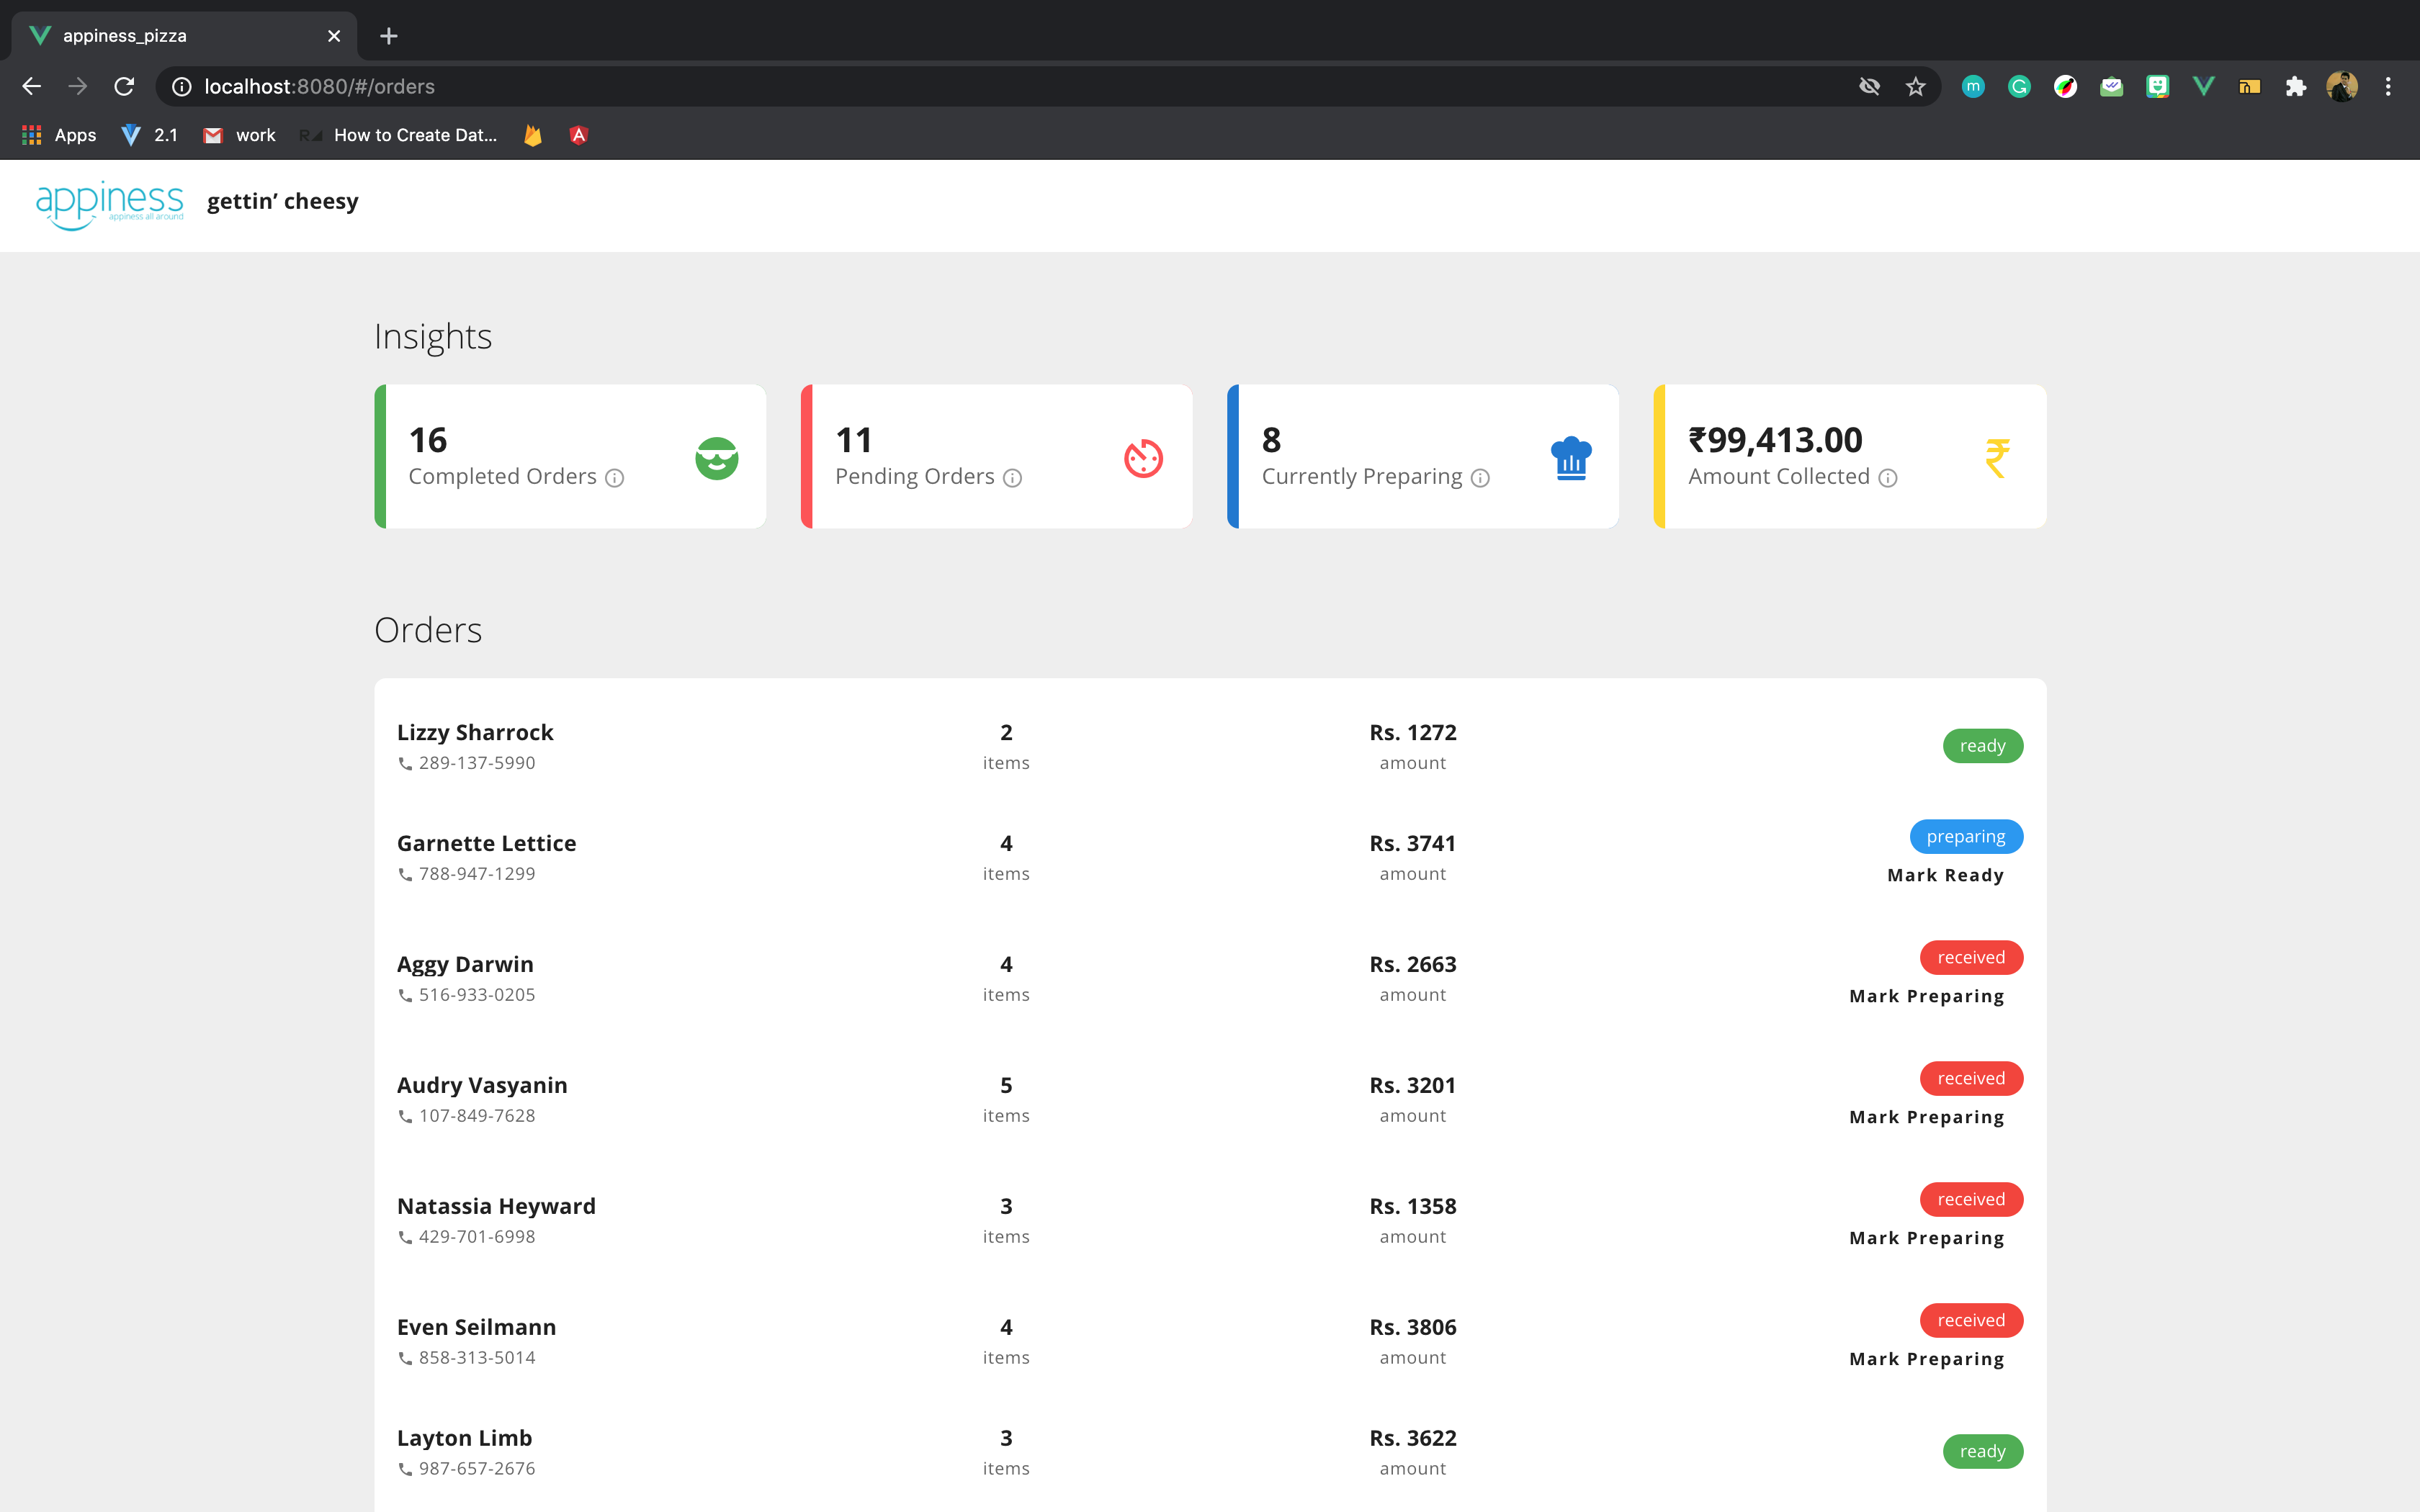 appiness_pizza
localhost:8080/#/orders
Apps
2.1
work
How to Create Dat...
appiness
appiness all around
gettin’ cheesy
Insights
16
Completed Orders
11
Pending Orders
8
Currently Preparing
₹99,413.00
Amount Collected
Orders
Lizzy Sharrock 2 Rs. 1272 ready
289-137-5990 items amount
Garnette Lettice 4 Rs. 3741 preparing
788-947-1299 items amount Mark Ready
Aggy Darwin 4 Rs. 2663 received
516-933-0205 items amount Mark Preparing
Audry Vasyanin 5 Rs. 3201 received
107-849-7628 items amount Mark Preparing
Natassia Heyward 3 Rs. 1358 received
429-701-6998 items amount Mark Preparing
Even Seilmann 4 Rs. 3806 received
858-313-5014 items amount Mark Preparing
Layton Limb 3 Rs. 3622 ready
987-657-2676 items amount